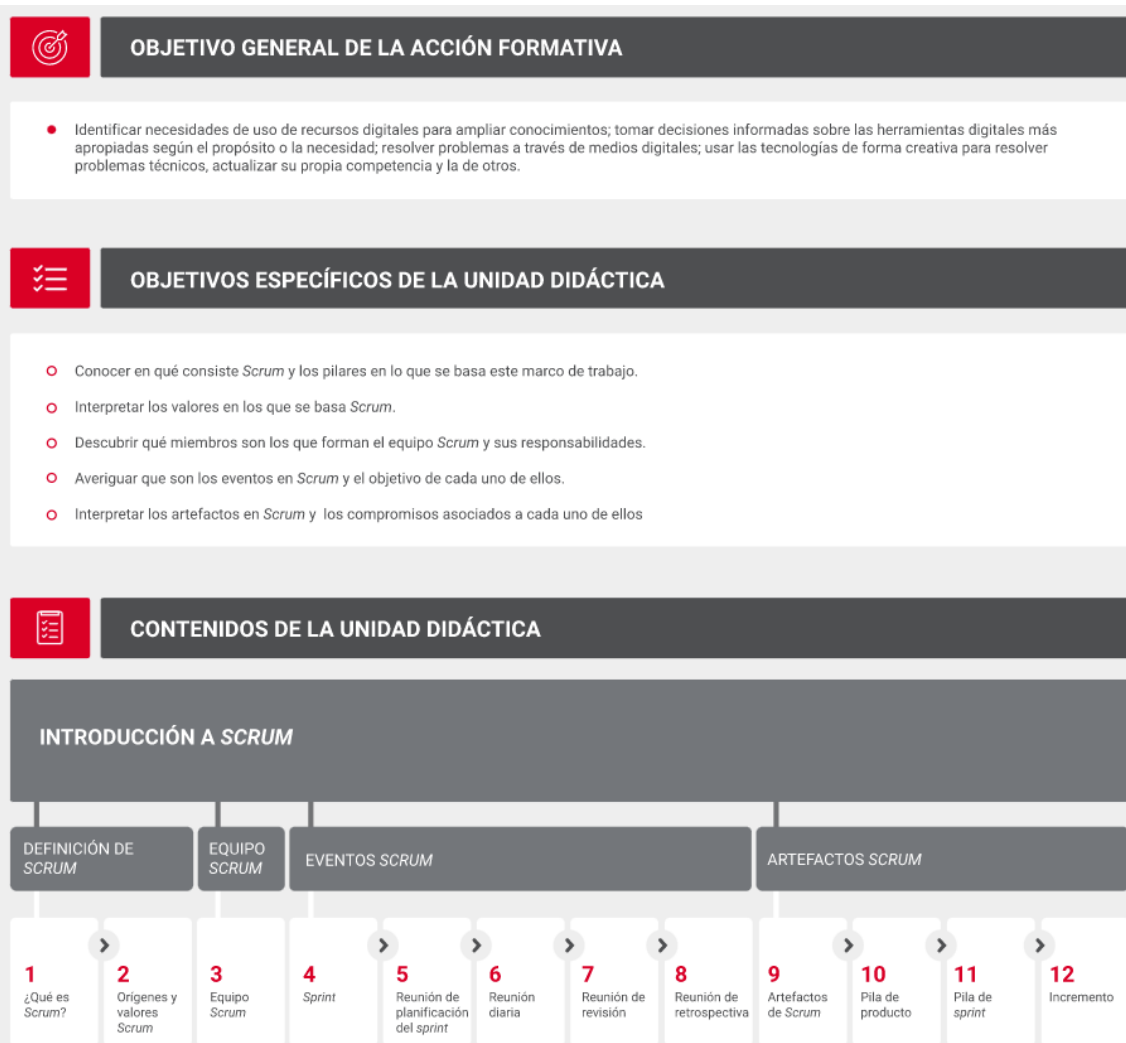 OBJETIVO GENERAL DE LA ACCIÓN FORMATIVA
Identificar necesidades de uso de recursos digitales para ampliar conocimientos; tomar decisiones informadas sobre las herramientas digitales más
apropiadas según el propósito o la necesidad; resolver problemas a través de medios digitales; usar las tecnologías de forma creativa para resolver
problemas técnicos, actualizar su propia competencia y la de otros.
OBJETIVOS ESPECÍFICOS DE LA UNIDAD DIDÁCTICA
Conocer en qué consiste Scrum y los pilares en lo que se basa este marco de trabajo.
Interpretar los valores en los que se basa Scrum.
Descubrir qué miembros son los que forman el equipo Scrum y sus responsabilidades.
Averiguar que son los eventos en Scrum y el objetivo de cada uno de ellos.
Interpretar los artefactos en Scrum y los compromisos asociados a cada uno de ellos
CONTENIDOS DE LA UNIDAD DIDÁCTICA
INTRODUCCIÓN A SCRUM
DEFINICIÓN DE
SCRUM
EQUIPO
SCRUM
EVENTOS SCRUM
ARTEFACTOS SCRUM
1
¿Qué es
Scrum?
2
Orígenes y
valores
Scrum
3
Equipo
Scrum
4
Sprint
5
Reunión de
planificación
del sprint
6
Reunión
diaria
7
Reunión de
revisión
8
Reunión de
retrospectiva
9
Artefactos
de Scrum
10
Pila de
producto
11
Pila de
sprint
12
Incremento